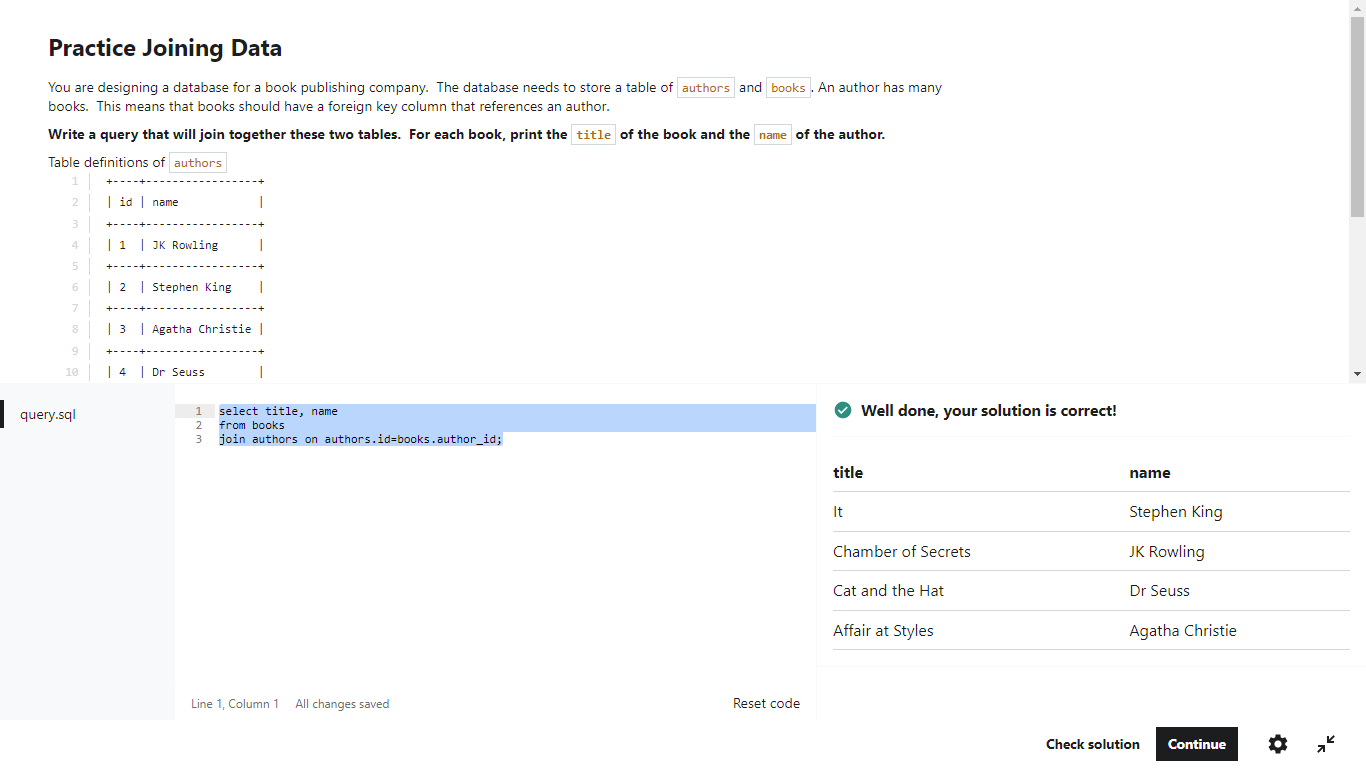 Practice Joining Data
You are designing a database for a book publishing company.  The database needs to store a table of authors and books. An author has many
books.  This means that books should have a foreign key column that references an author.
Write a query that will join together these two tables.  For each book, print the title of the book and the name of the author.
Table definitions of authors
1 +----+-----------------+
2 | id | name            |
3 +----+-----------------+
4 | 1  | JK Rowling      |
5 +----+-----------------+
6 | 2  | Stephen King    |
7 +----+-----------------+
8 | 3  | Agatha Christie |
9 +----+-----------------+
10 | 4  | Dr Seuss        |
query.sql
1 select title, name
2 from books
3 join authors on authors.id=books.author_id;
Line 1, Column 1 All changes saved Reset code
Well done, your solution is correct!
title name
It Stephen King
Chamber of Secrets JK Rowling
Cat and the Hat Dr Seuss
Affair at Styles Agatha Christie
Check solution Continue